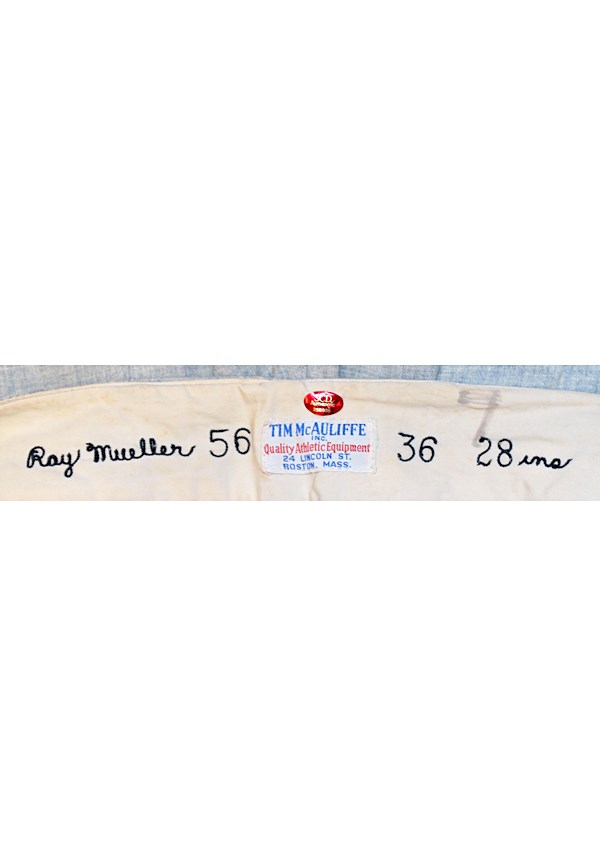 Ray Mueller 56
TIM McAULIFFE
INC.
Quality Athletic Equipment
24 LINCOLN ST.
BOSTON, MASS.
36 28 ins